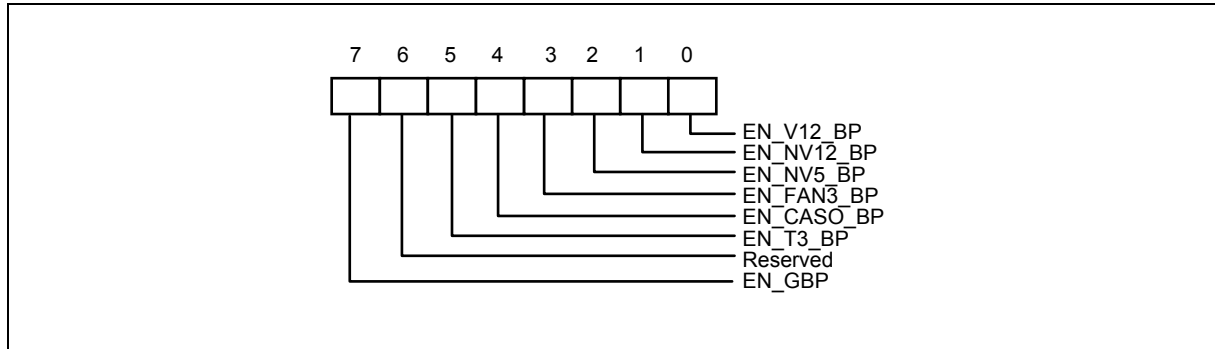 7 6 5 4 3 2 1 0
EN_V12_BP
EN_NV12_BP
EN_NV5_BP
EN_FAN3_BP
EN_CASO_BP
EN_T3_BP
Reserved
EN_GBP